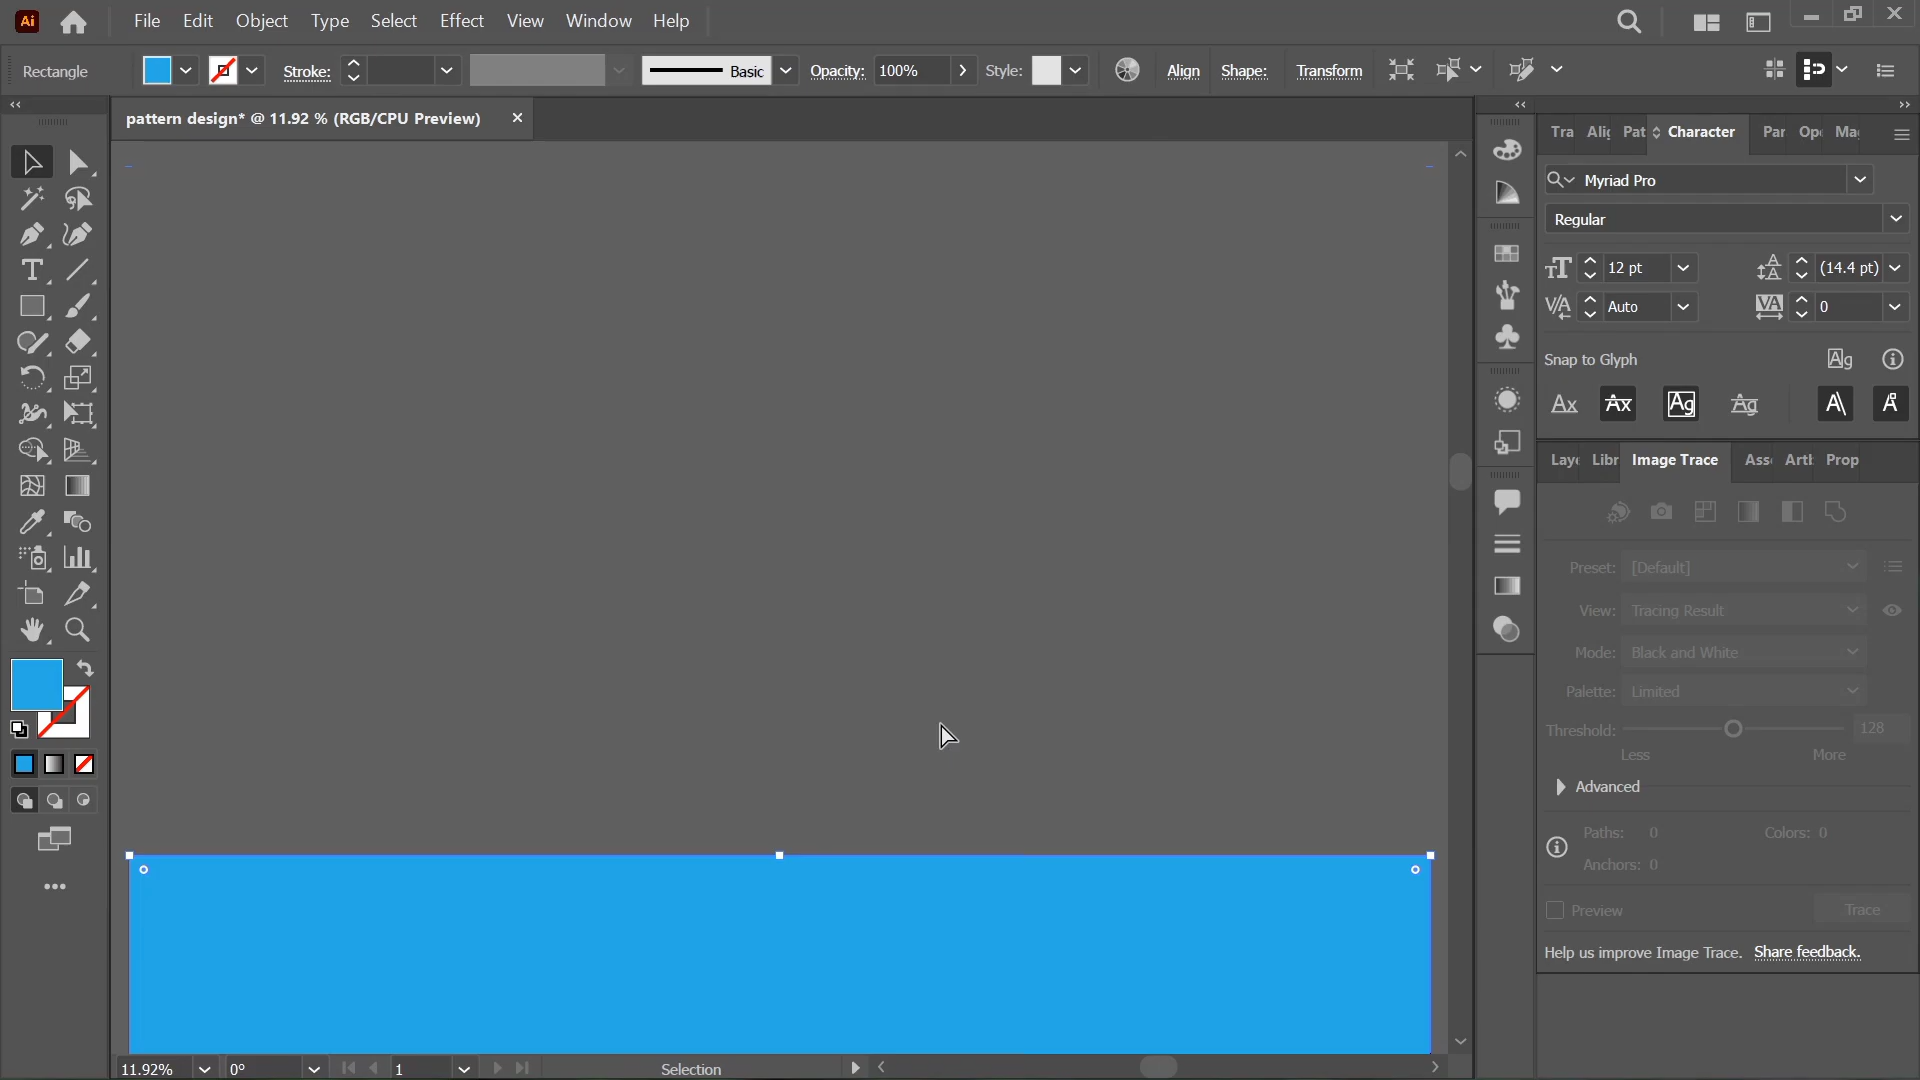 Ai File Edit Object Type Select Effect View Window Help
Rectangle Stroke: Basic Opacity: 100% Style: Align Shape: Transform
pattern design* @ 11.92 % (RGB/CPU Preview)
Tra Alig Pat Character Par Ope Ma
Myriad Pro
Regular
12 pt (14.4 pt)
Auto 0
Snap to Glyph
Laye Libr Image Trace Ass Artl Prop
Preset: [Default]
View: Tracing Result
Mode: Black and White
Palette: Limited
Threshold: 128
Less More
Advanced
Paths: 0 Colors: 0
Anchors: 0
Preview Trace
Help us improve Image Trace. Share feedback.
11.92% 0° 1 Selection